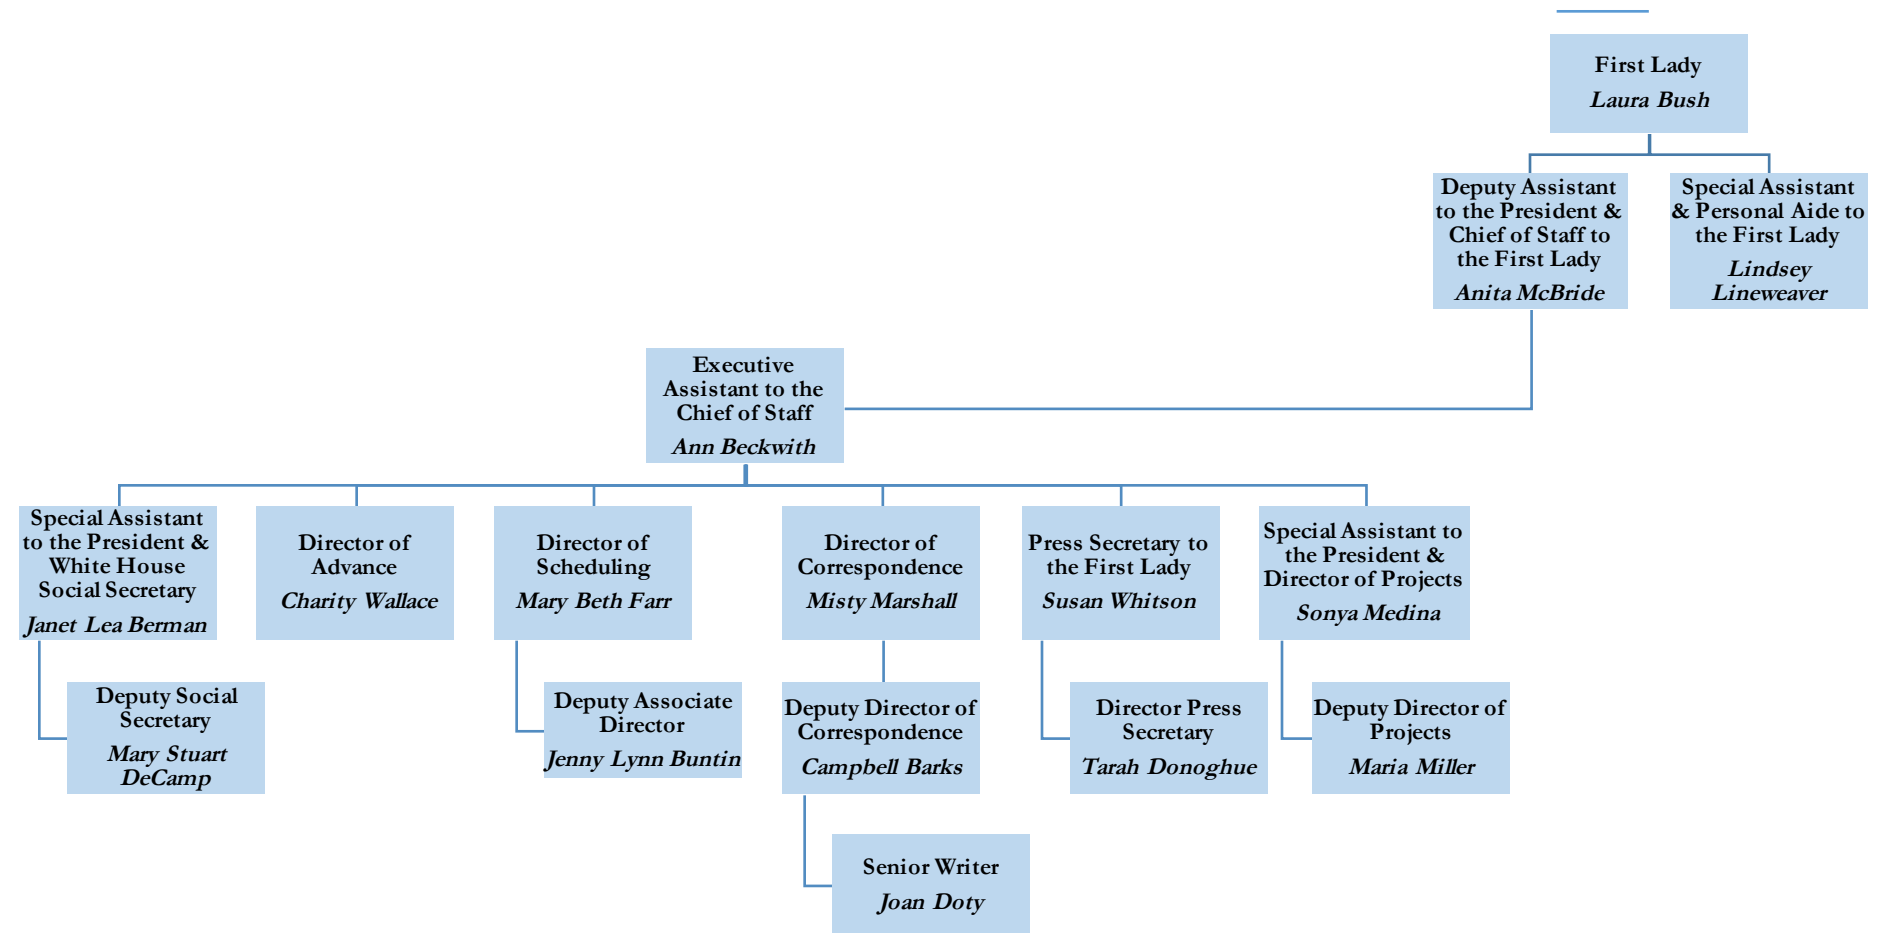 First Lady
Laura Bush
Deputy Assistant
to the President &
Chief of Staff to
the First Lady
Anita McBride
Special Assistant
& Personal Aide to
the First Lady
Lindsey
Lineweaver
Executive
Assistant to the
Chief of Staff
Ann Beckwith
Special Assistant
to the President &
White House
Social Secretary
Janet Lea Berman
Director of
Advance
Charity Wallace
Director of
Scheduling
Mary Beth Farr
Director of
Correspondence
Misty Marshall
Press Secretary to
the First Lady
Susan Whitson
Special Assistant to
the President &
Director of Projects
Sonya Medina
Deputy Social
Secretary
Mary Stuart
DeCamp
Deputy Associate
Director
Jenny Lynn Buntin
Deputy Director of
Correspondence
Campbell Barks
Director Press
Secretary
Tarah Donoghue
Deputy Director of
Projects
Maria Miller
Senior Writer
Joan Doty